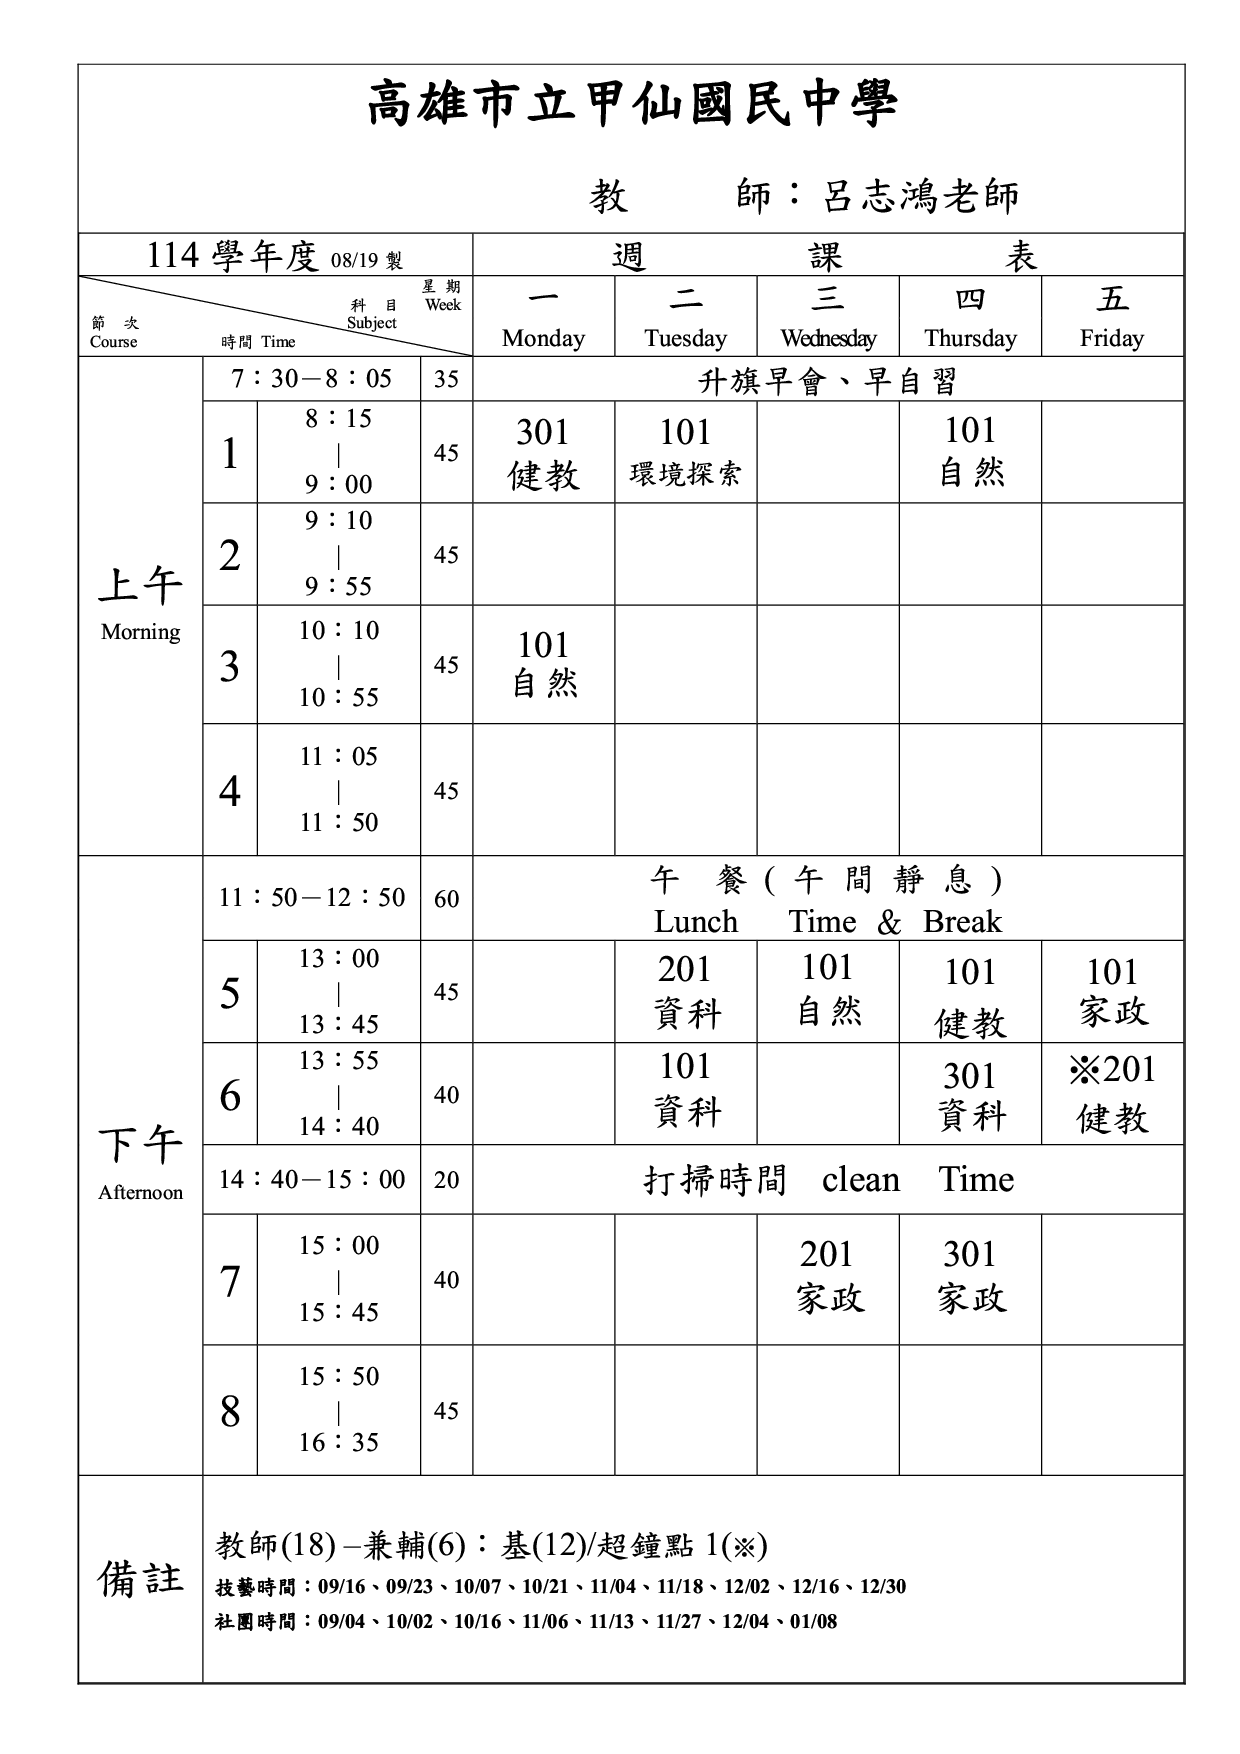 高雄市立甲仙國民中學
教 師：呂志鴻老師
114 學年度 08/19 製 週 課 表
節 次 Course 時間 Time 科 目 Subject 星 期 Week
一 二 三 四 五
Monday Tuesday Wednesday Thursday Friday
上午
Morning
7：30－8：05 35 升旗早會、早自習
1 8：15｜9：00 45
301 健教
101 環境探索
101 自然
2 9：10｜9：55 45
3 10：10｜10：55 45
101 自然
4 11：05｜11：50 45
下午
Afternoon
11：50－12：50 60 午 餐 ( 午 間 靜 息 )
Lunch Time & Break
5 13：00｜13：45 45
201 資科
101 自然
101 健教
101 家政
6 13：55｜14：40 40
101 資科
301 資科
※201 健教
14：40－15：00 20 打掃時間 clean Time
7 15：00｜15：45 40
201 家政
301 家政
8 15：50｜16：35 45
備註
教師(18) –兼輔(6)：基(12)/超鐘點 1(※)
技藝時間：09/16、09/23、10/07、10/21、11/04、11/18、12/02、12/16、12/30
社團時間：09/04、10/02、10/16、11/06、11/13、11/27、12/04、01/08